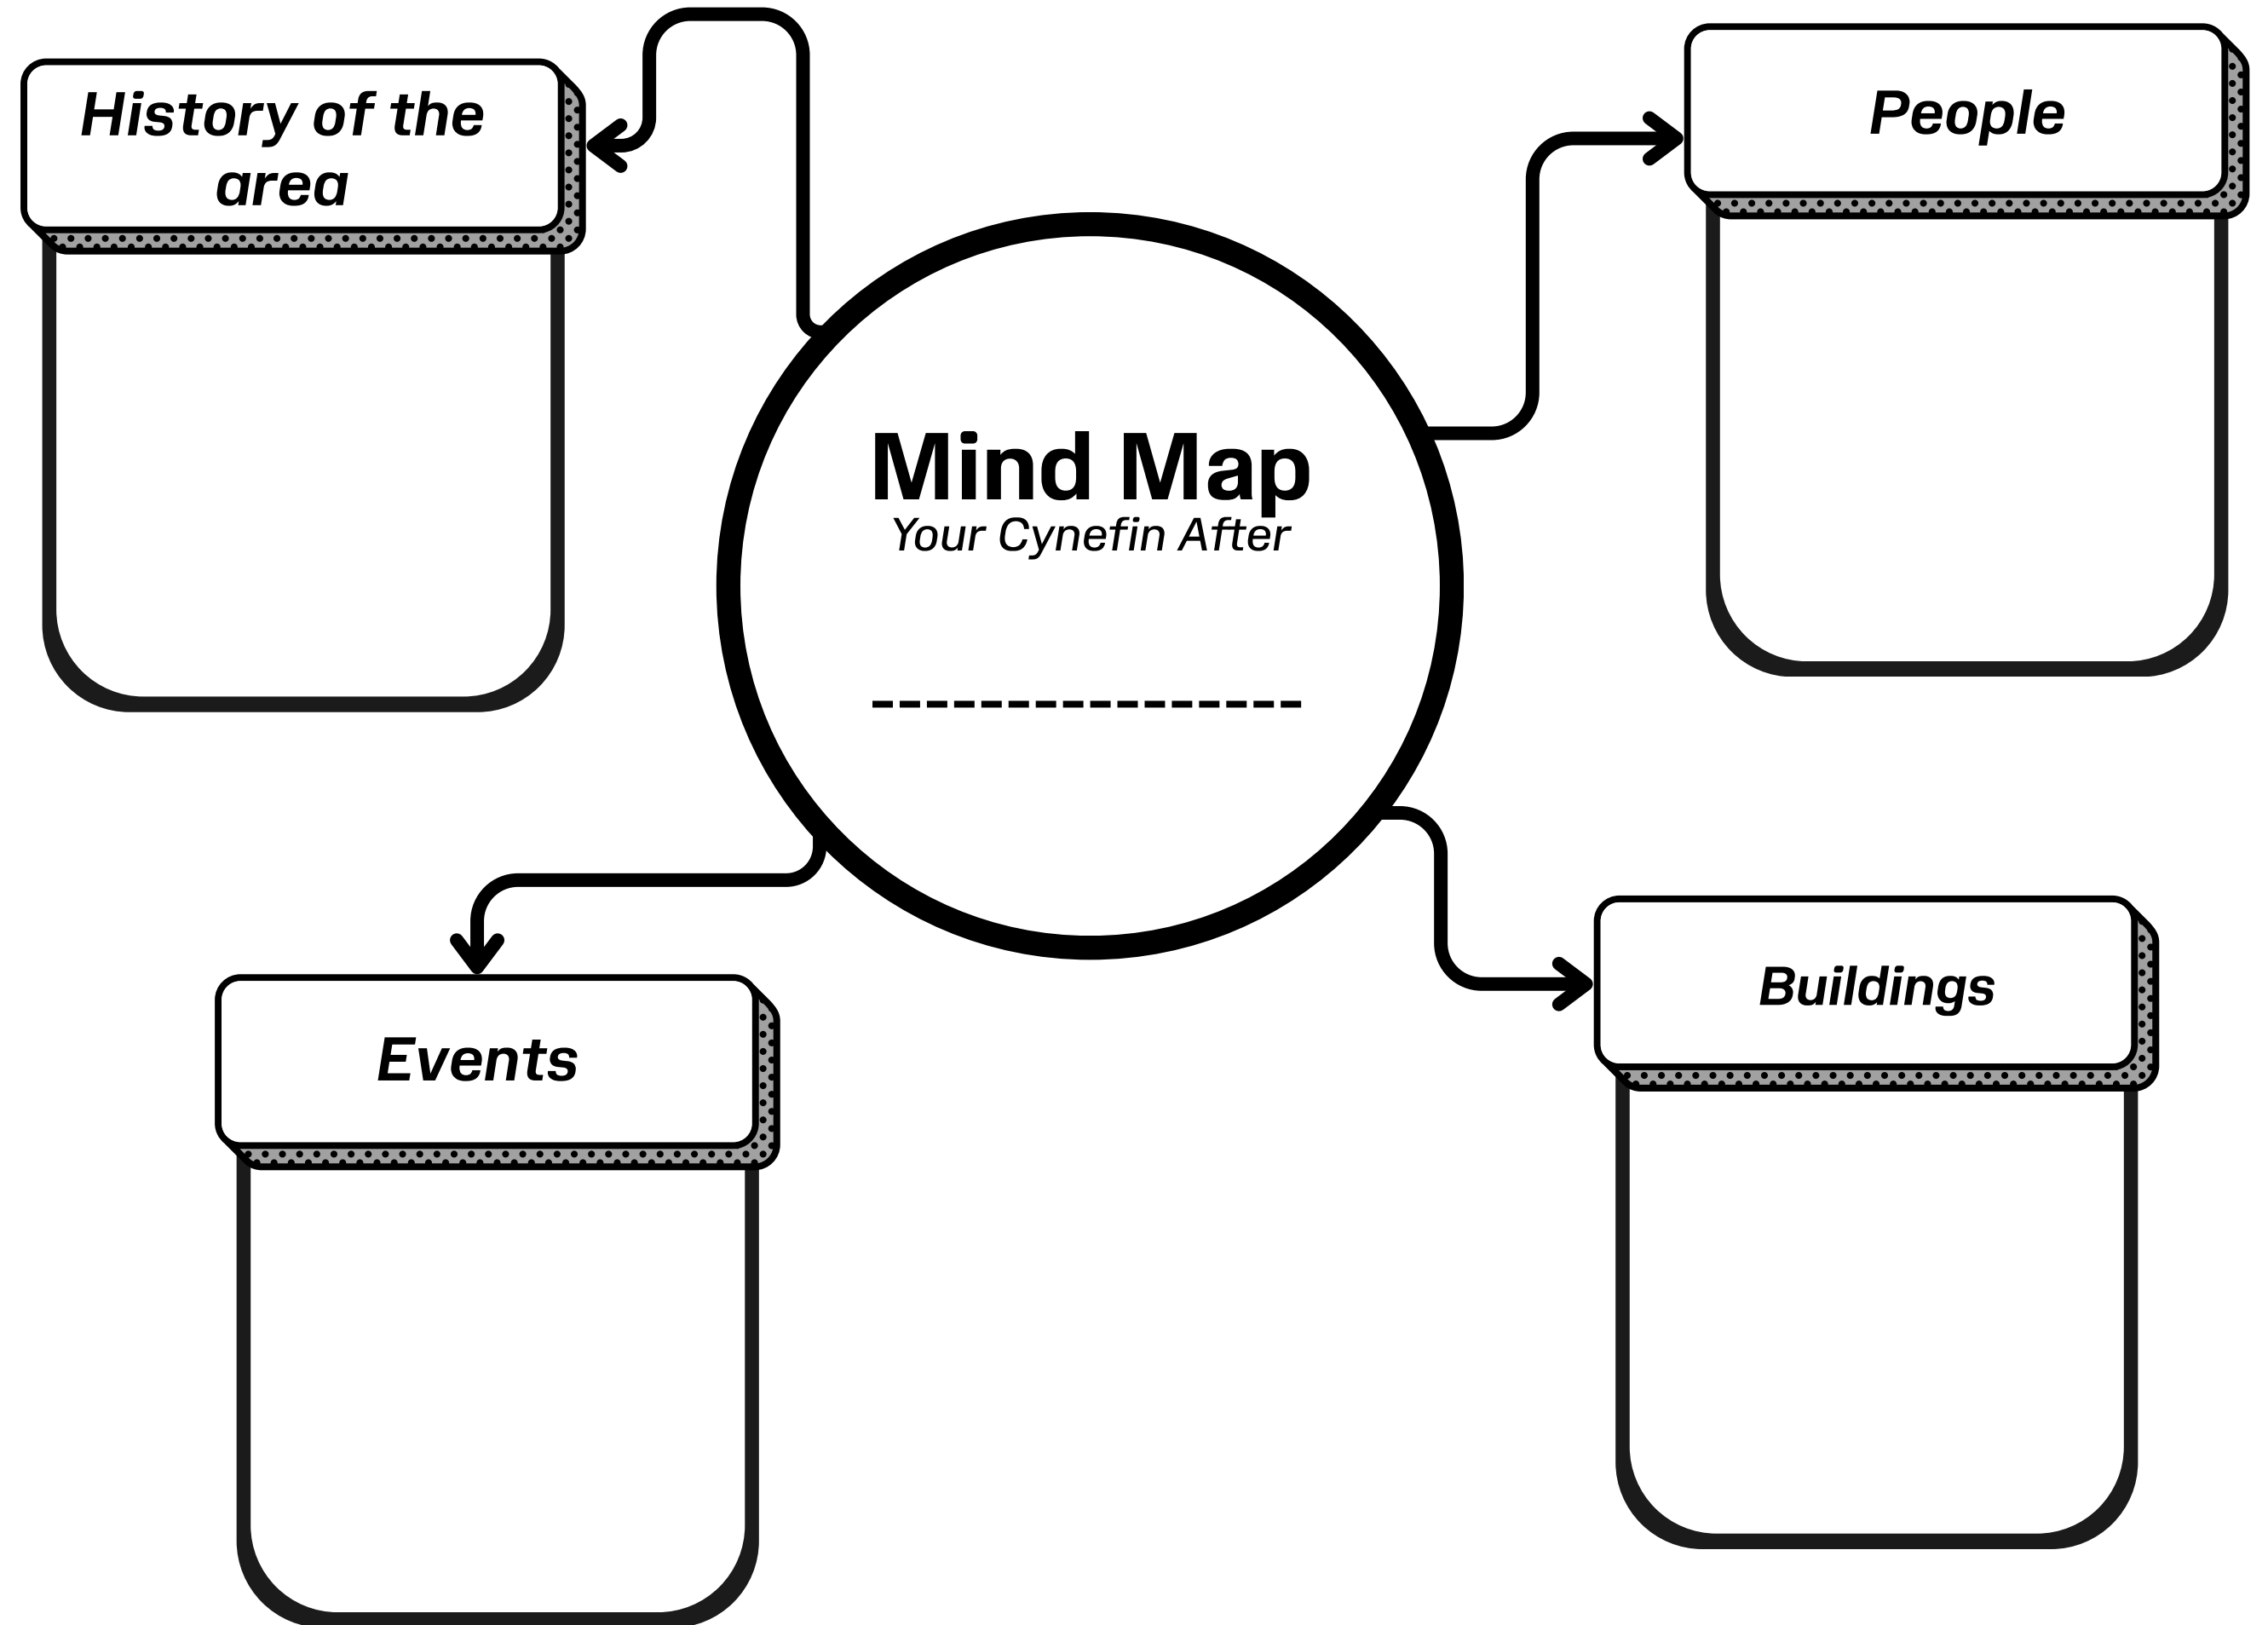 History of the
area
People
Mind Map
Your Cynefin After
Events
Buildings